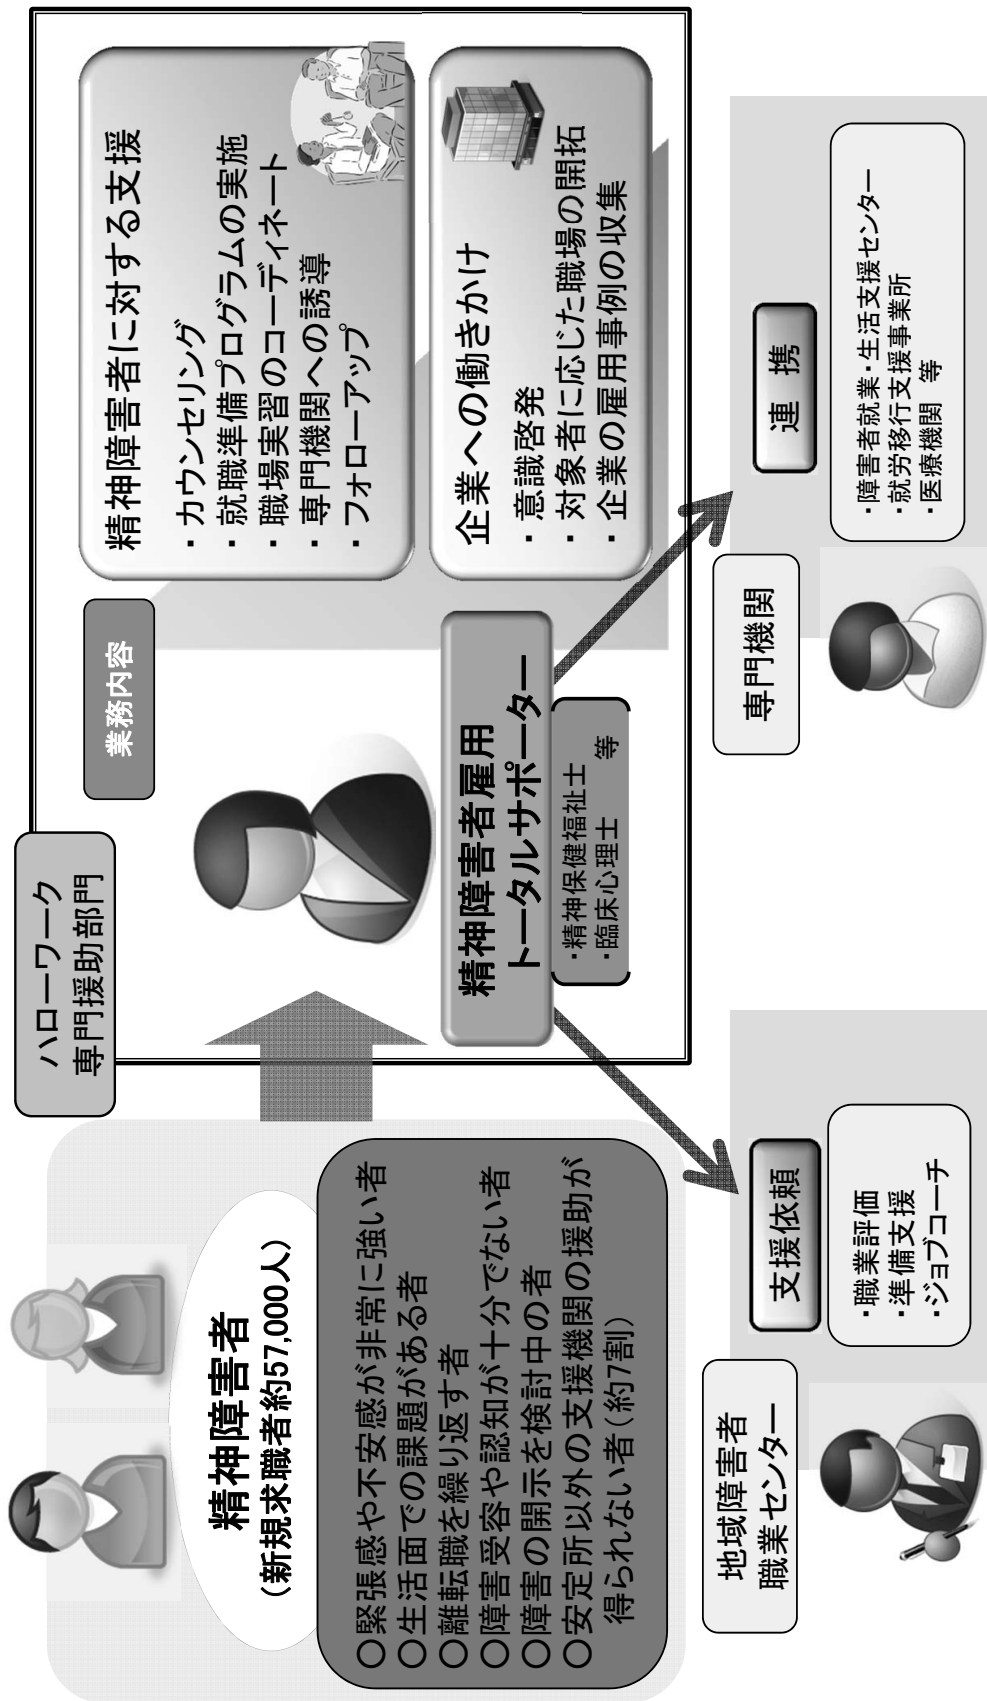 ハローワーク
専門援助部門
精神障害者
（新規求職者約57,000人）
○緊張感や不安感が非常に強い者
○生活面での課題がある者
○離転職を繰り返す者
○障害受容や認知が十分でない者
○障害の開示を検討中の者
○安定所以外の支援機関の援助が
得られない者（約7割）
業務内容
精神障害者雇用
トータルサポーター
・精神保健福祉士
・臨床心理士　等
精神障害者に対する支援
・カウンセリング
・就職準備プログラムの実施
・職場実習のコーディネート
・専門機関への誘導
・フォローアップ
企業への働きかけ
・意識啓発
・対象者に応じた職場の開拓
・企業の雇用事例の収集
地域障害者
職業センター
支援依頼
・職業評価
・準備支援
・ジョブコーチ
専門機関
連　携
・障害者就業・生活支援センター
・就労移行支援事業所
・医療機関　等